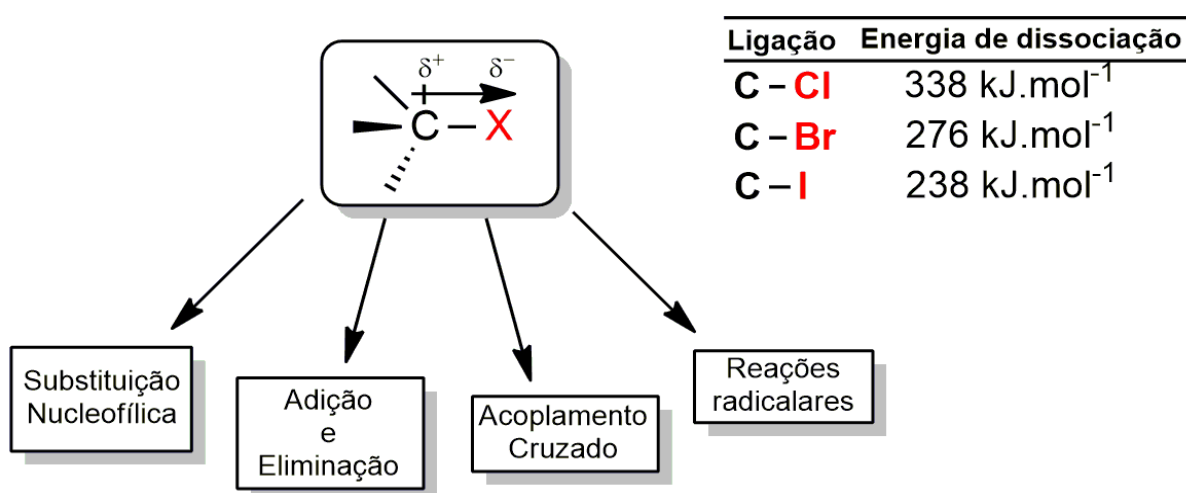 δ⁺ δ⁻
C – X
Ligação Energia de dissociação
C – Cl 338 kJ.mol⁻¹
C – Br 276 kJ.mol⁻¹
C – I 238 kJ.mol⁻¹
Substituição
Nucleofílica
Adição
e
Eliminação
Acoplamento
Cruzado
Reações
radicalares